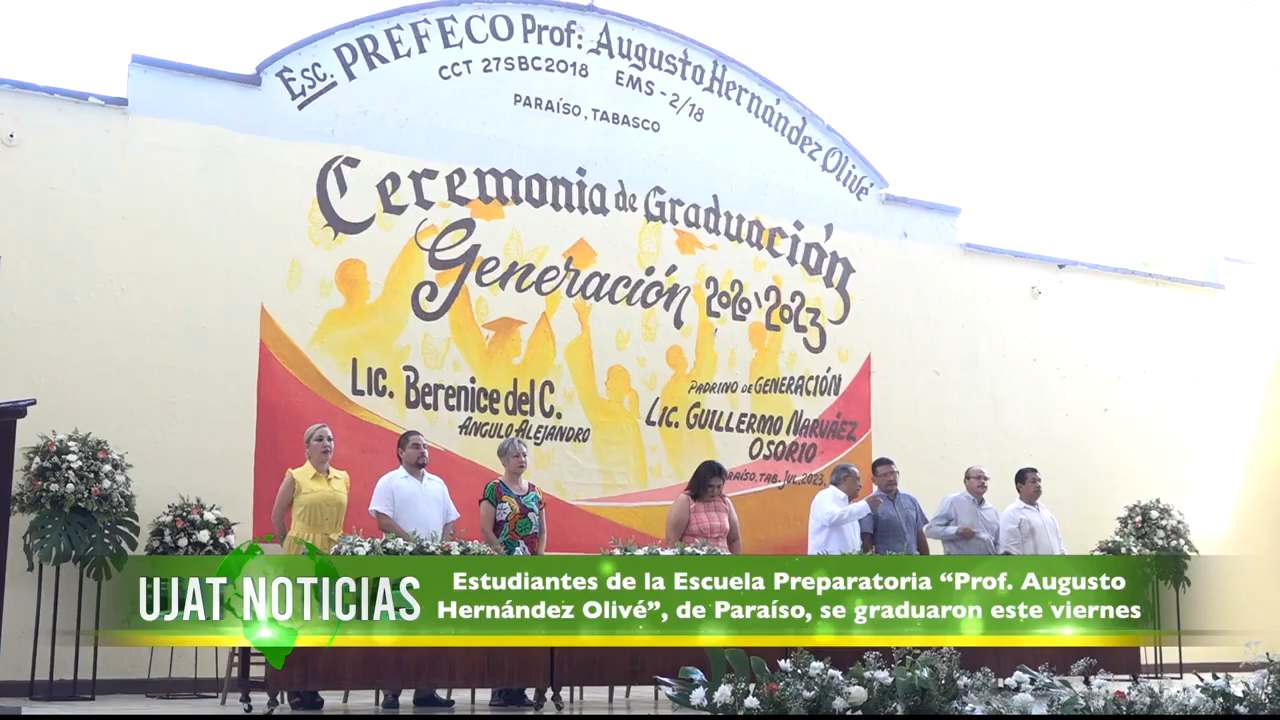 Esc. PREFECO Prof: Augusto Hernández Olivé
CCT 27SBC2018 EMS-2/18
PARAÍSO, TABASCO
Ceremonia de Graduación
Generación 2020'2023
Lic. Berenice del C.
ANGULO ALEJANDRO
PADRINO DE GENERACIÓN
LIC. GUILLERMO NARVÁEZ
OSORIO
PARAÍSO, TAB. JUL, 2023.
UJAT NOTICIAS
Estudiantes de la Escuela Preparatoria “Prof. Augusto
Hernández Olivé”, de Paraíso, se graduaron este viernes